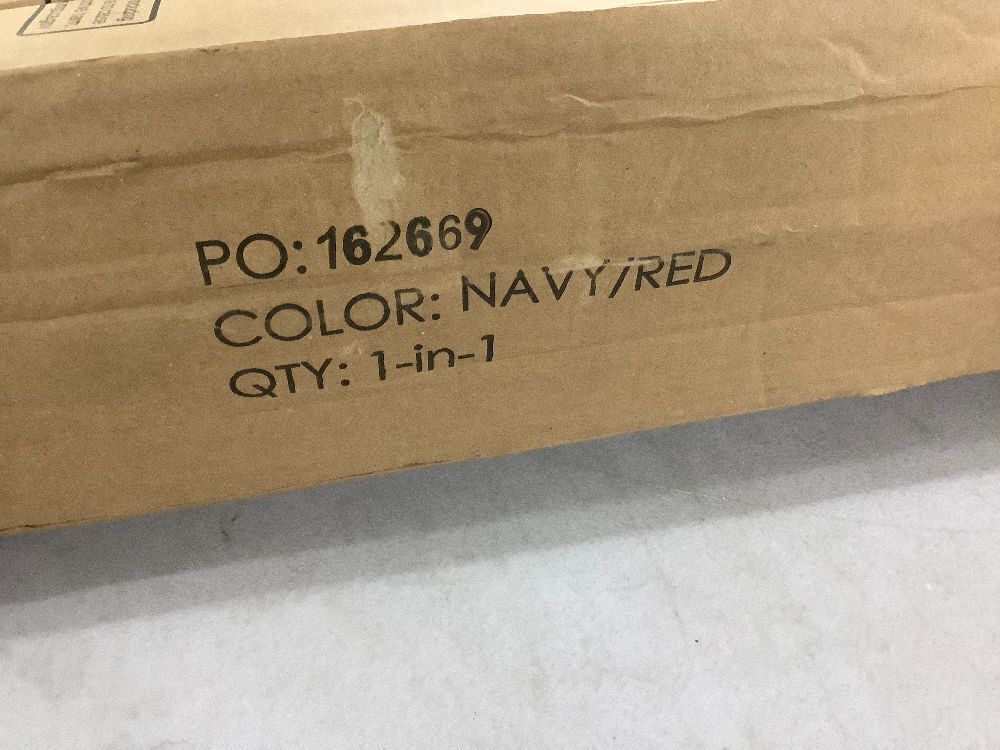 PO: 162669
COLOR: NAVY/RED
QTY: 1-in-1